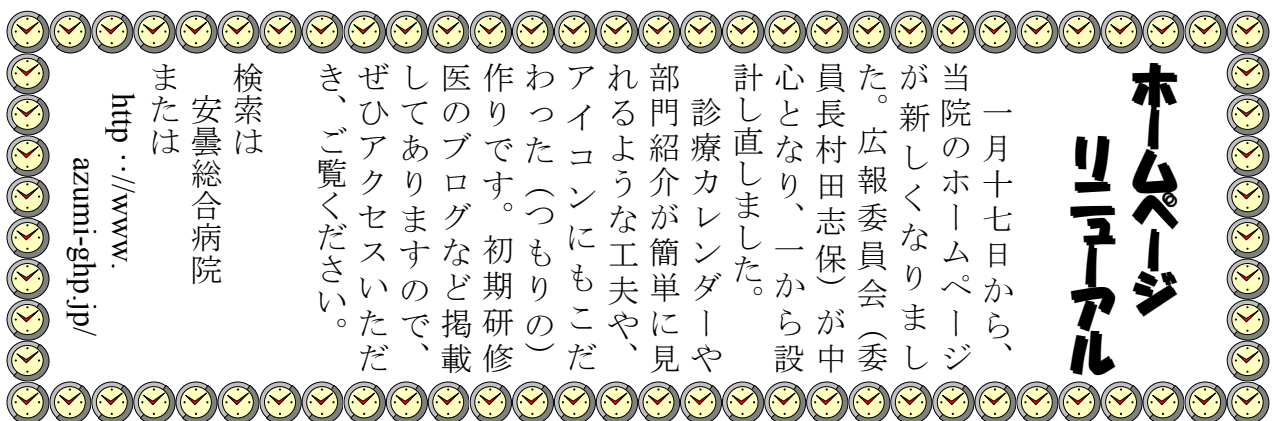 ホームページ
リニューアル
一月十七日から、
当院のホームページ
が新しくなりまし
た。広報委員会（委
員長村田志保）が中
心となり、一から設
計し直しました。
診療カレンダーや
部門紹介が簡単に見
れるような工夫や、
アイコンにもこだ
わった（つもりの）
作りです。初期研修
医のブログなど掲載
してありますので、
ぜひアクセスいただ
き、ご覧ください。
検索は
安曇総合病院
または
http：//www.
azumi-ghp.jp/